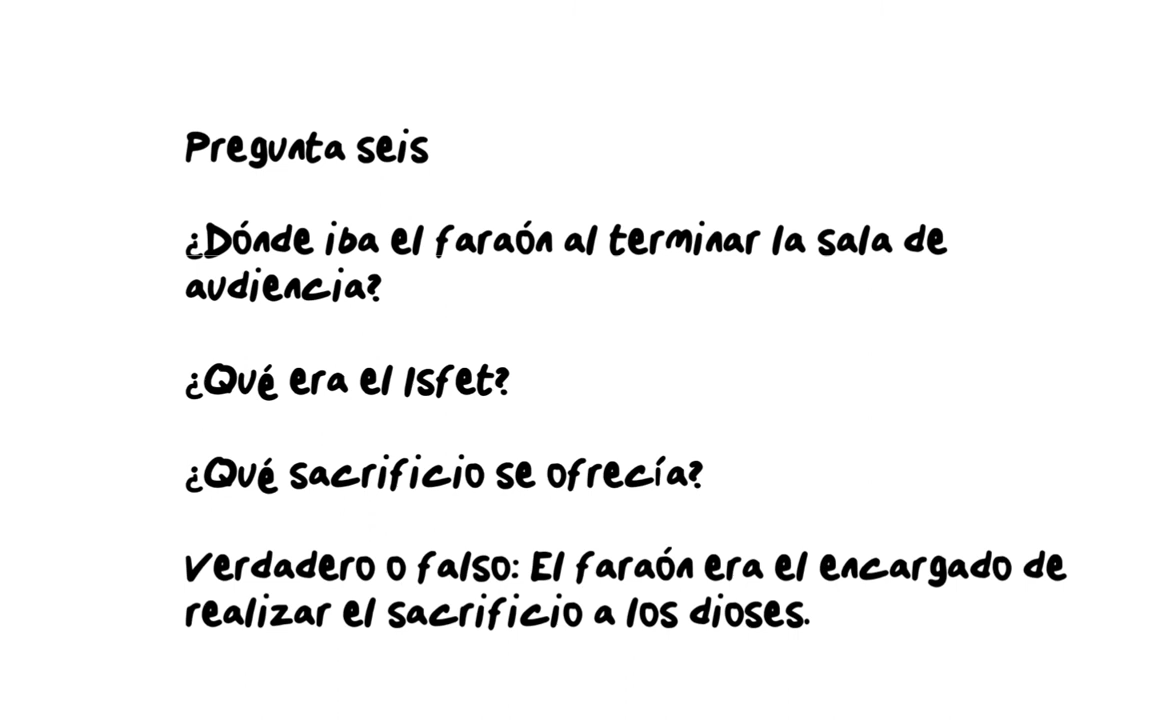 Pregunta seis
¿Dónde iba el faraón al terminar la sala de
audiencia?
¿Qué era el Isfet?
¿Qué sacrificio se ofrecía?
Verdadero o falso: El faraón era el encargado de
realizar el sacrificio a los dioses.